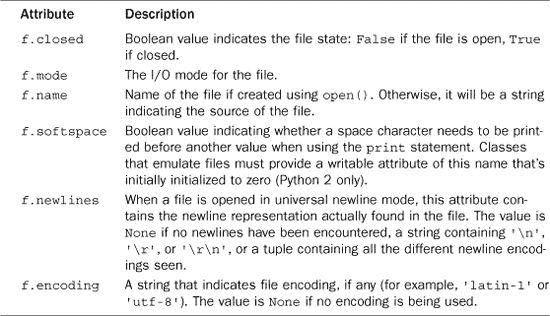 Attribute Description
f.closed Boolean value indicates the file state: False if the file is open, True
if closed.
f.mode The I/O mode for the file.
f.name Name of the file if created using open(). Otherwise, it will be a string
indicating the source of the file.
f.softspace Boolean value indicating whether a space character needs to be print-
ed before another value when using the print statement. Classes
that emulate files must provide a writable attribute of this name that’s
initially initialized to zero (Python 2 only).
f.newlines When a file is opened in universal newline mode, this attribute con-
tains the newline representation actually found in the file. The value is
None if no newlines have been encountered, a string containing '\n',
'\r', or '\r\n', or a tuple containing all the different newline encod-
ings seen.
f.encoding A string that indicates file encoding, if any (for example, 'latin-1' or
'utf-8'). The value is None if no encoding is being used.